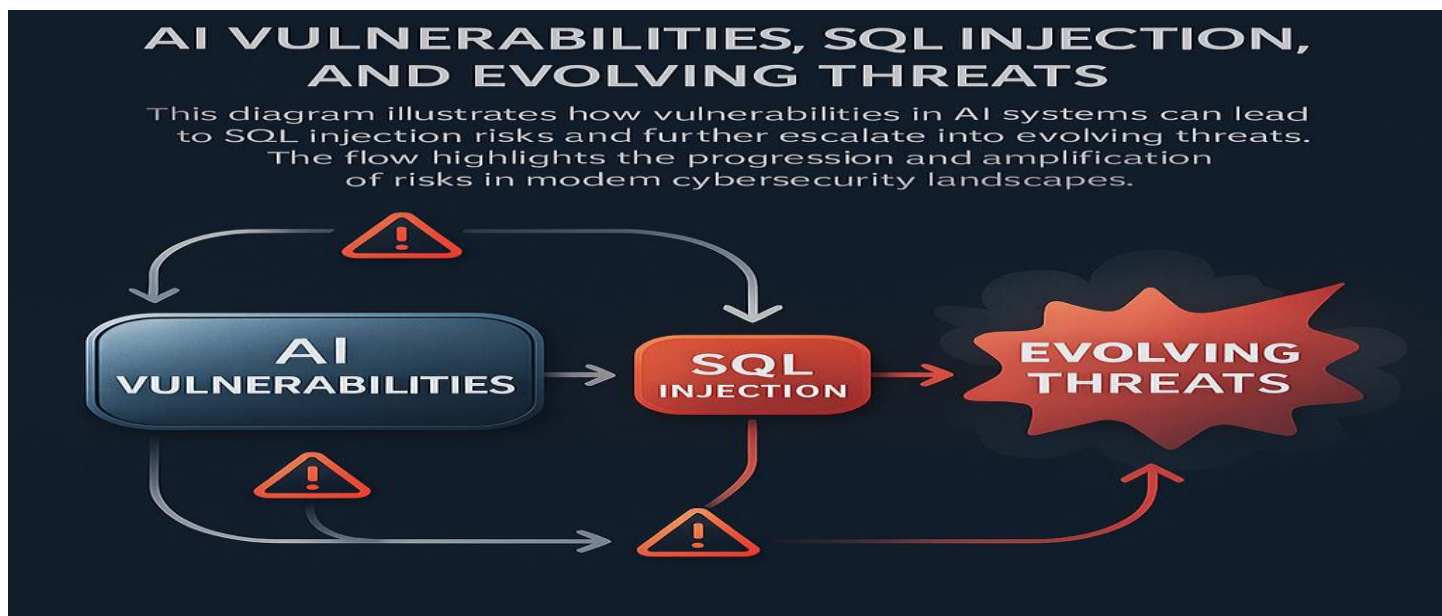 AI VULNERABILITIES, SQL INJECTION,
AND EVOLVING THREATS
This diagram illustrates how vulnerabilities in AI systems can lead
to SQL injection risks and further escalate into evolving threats.
The flow highlights the progression and amplification
of risks in modem cybersecurity landscapes.
AI
VULNERABILITIES
SQL
INJECTION
EVOLVING
THREATS